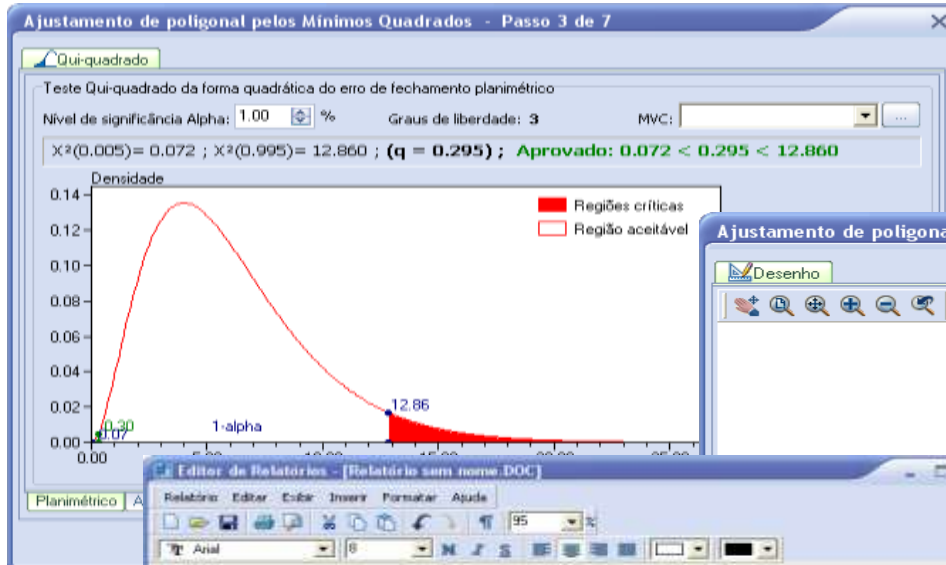 Ajustamento de poligonal pelos Mínimos Quadrados - Passo 3 de 7
Qui-quadrado
Teste Qui-quadrado da forma quadrática do erro de fechamento planimétrico
Nível de significância Alpha: 1.00 % Graus de liberdade: 3 MVC: ...
X²(0.005)= 0.072 ; X²(0.995)= 12.860 ; (q = 0.295) ; Aprovado: 0.072 < 0.295 < 12.860
Densidade
0.14
0.12
0.10
0.08
0.06
0.04
0.02
0.00
Regiões críticas
Região aceitável
12.86
0.30
0.07
1-alpha
0.00
Planimétrico A
Ajustamento de poligona
Desenho
Editor de Relatórios - [Relatório sem nome.DOC]
Relatório Editar Exibir Inserir Formatar Ajuda
95 %
Arial 8 N I S